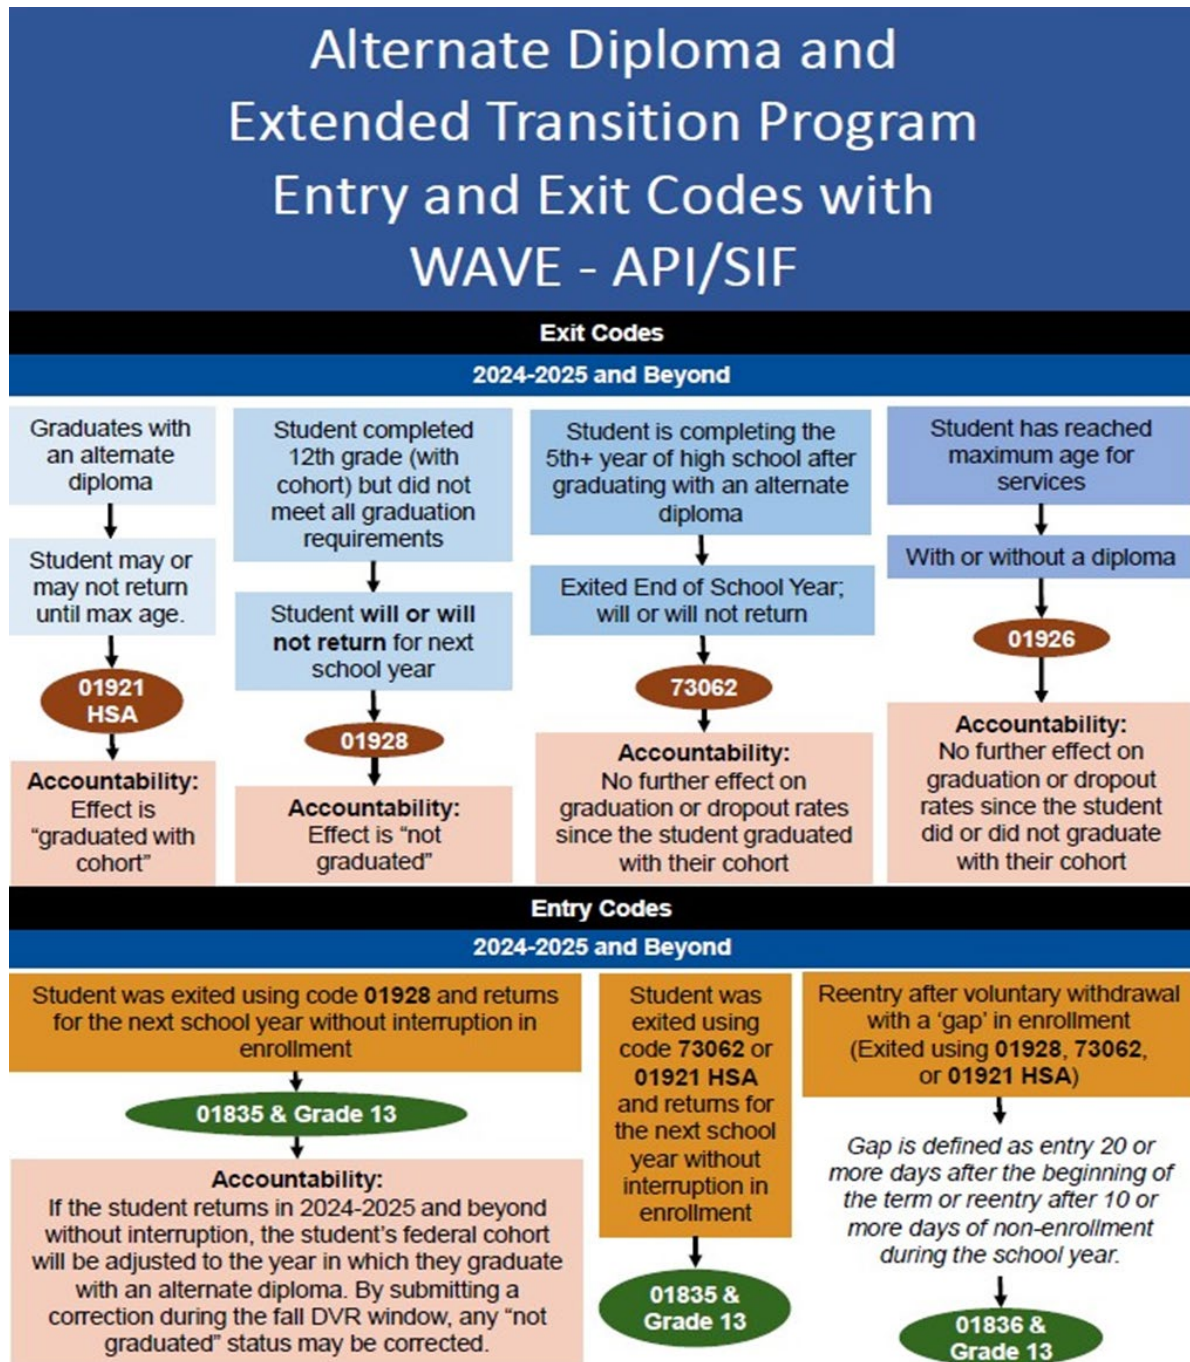 Alternate Diploma and
Extended Transition Program
Entry and Exit Codes with
WAVE - API/SIF
Exit Codes
2024-2025 and Beyond
Graduates with
an alternate
diploma
Student may or
may not return
until max age.
01921
HSA
Accountability:
Effect is
“graduated with
cohort”
Student completed
12th grade (with
cohort) but did not
meet all graduation
requirements
Student will or will
not return for next
school year
01928
Accountability:
Effect is “not
graduated”
Student is completing the
5th+ year of high school after
graduating with an alternate
diploma
Exited End of School Year;
will or will not return
73062
Accountability:
No further effect on
graduation or dropout rates
since the student graduated
with their cohort
Student has reached
maximum age for
services
With or without a diploma
01926
Accountability:
No further effect on
graduation or dropout
rates since the student
did or did not graduate
with their cohort
Entry Codes
2024-2025 and Beyond
Student was exited using code 01928 and returns
for the next school year without interruption in
enrollment
01835 & Grade 13
Accountability:
If the student returns in 2024-2025 and beyond
without interruption, the student’s federal cohort
will be adjusted to the year in which they graduate
with an alternate diploma. By submitting a
correction during the fall DVR window, any “not
graduated” status may be corrected.
Student was
exited using
code 73062 or
01921 HSA
and returns for
the next school
year without
interruption in
enrollment
01835 &
Grade 13
Reentry after voluntary withdrawal
with a ‘gap’ in enrollment
(Exited using 01928, 73062,
or 01921 HSA)
Gap is defined as entry 20 or
more days after the beginning of
the term or reentry after 10 or
more days of non-enrollment
during the school year.
01836 &
Grade 13